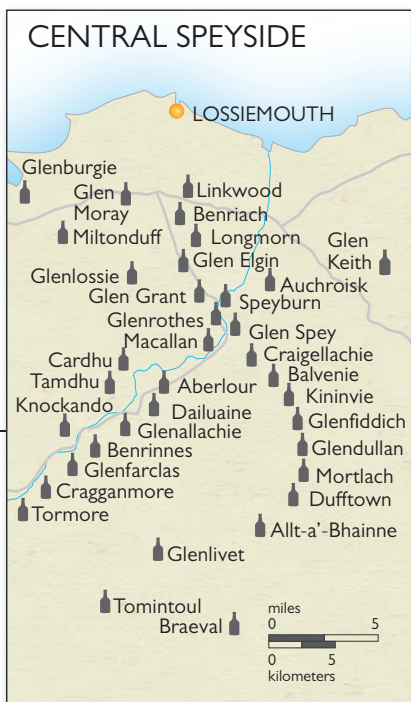 CENTRAL SPEYSIDE
LOSSIEMOUTH
Glenburgie
Glen
Moray
Linkwood
Benriach
Miltonduff
Longmorn
Glen
Keith
Glen Elgin
Glenlossie
Auchroisk
Glen Grant
Speyburn
Glenrothes
Glen Spey
Macallan
Craigellachie
Cardhu
Balvenie
Tamdhu
Aberlour
Kininvie
Knockando
Dailuaine
Glenfiddich
Glenallachie
Glendullan
Benrinnes
Glenfarclas
Mortlach
Cragganmore
Dufftown
Tormore
Allt-a'-Bhainne
Glenlivet
Tomintoul
Braeval
miles
0 5
0 5
kilometers